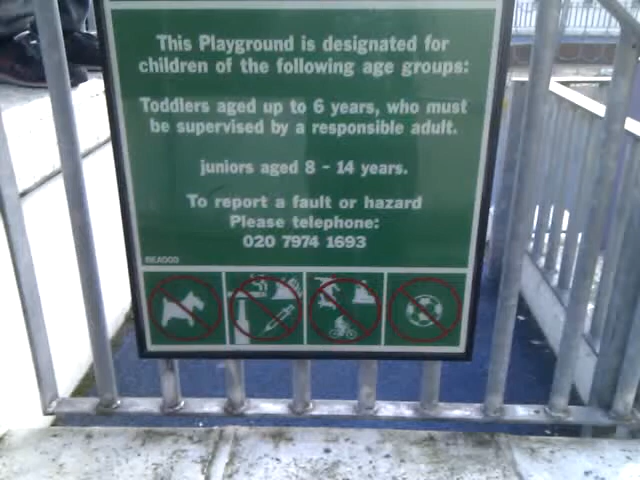 This Playground is designated for
children of the following age groups:
Toddlers aged up to 6 years, who must
be supervised by a responsible adult.
juniors aged 8 - 14 years.
To report a fault or hazard
Please telephone:
020 7974 1693